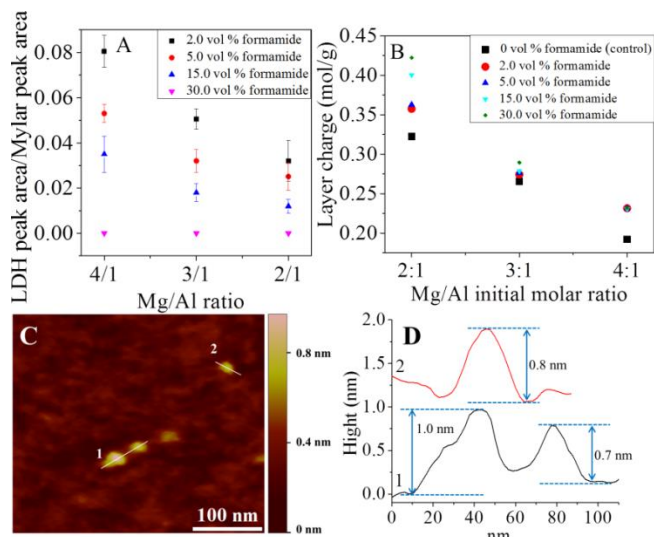 A
2.0 vol % formamide
5.0 vol % formamide
15.0 vol % formamide
30.0 vol % formamide
LDH peak area/Mylar peak area
0.08
0.06
0.04
0.02
0.00
4/1 3/1 2/1
Mg/Al ratio
B
0 vol % formamide (control)
2.0 vol % formamide
5.0 vol % formamide
15.0 vol % formamide
30.0 vol % formamide
Layer charge (mol/g)
0.45
0.40
0.35
0.30
0.25
0.20
2:1 3:1 4:1
Mg/Al initial molar ratio
C
2
1
100 nm
0.8 nm
0.4 nm
0 nm
D
Hight (nm)
2.0
1.5
1.0
0.5
0.0
2
0.8 nm
1.0 nm
0.7 nm
1
0 20 40 60 80 100
nm